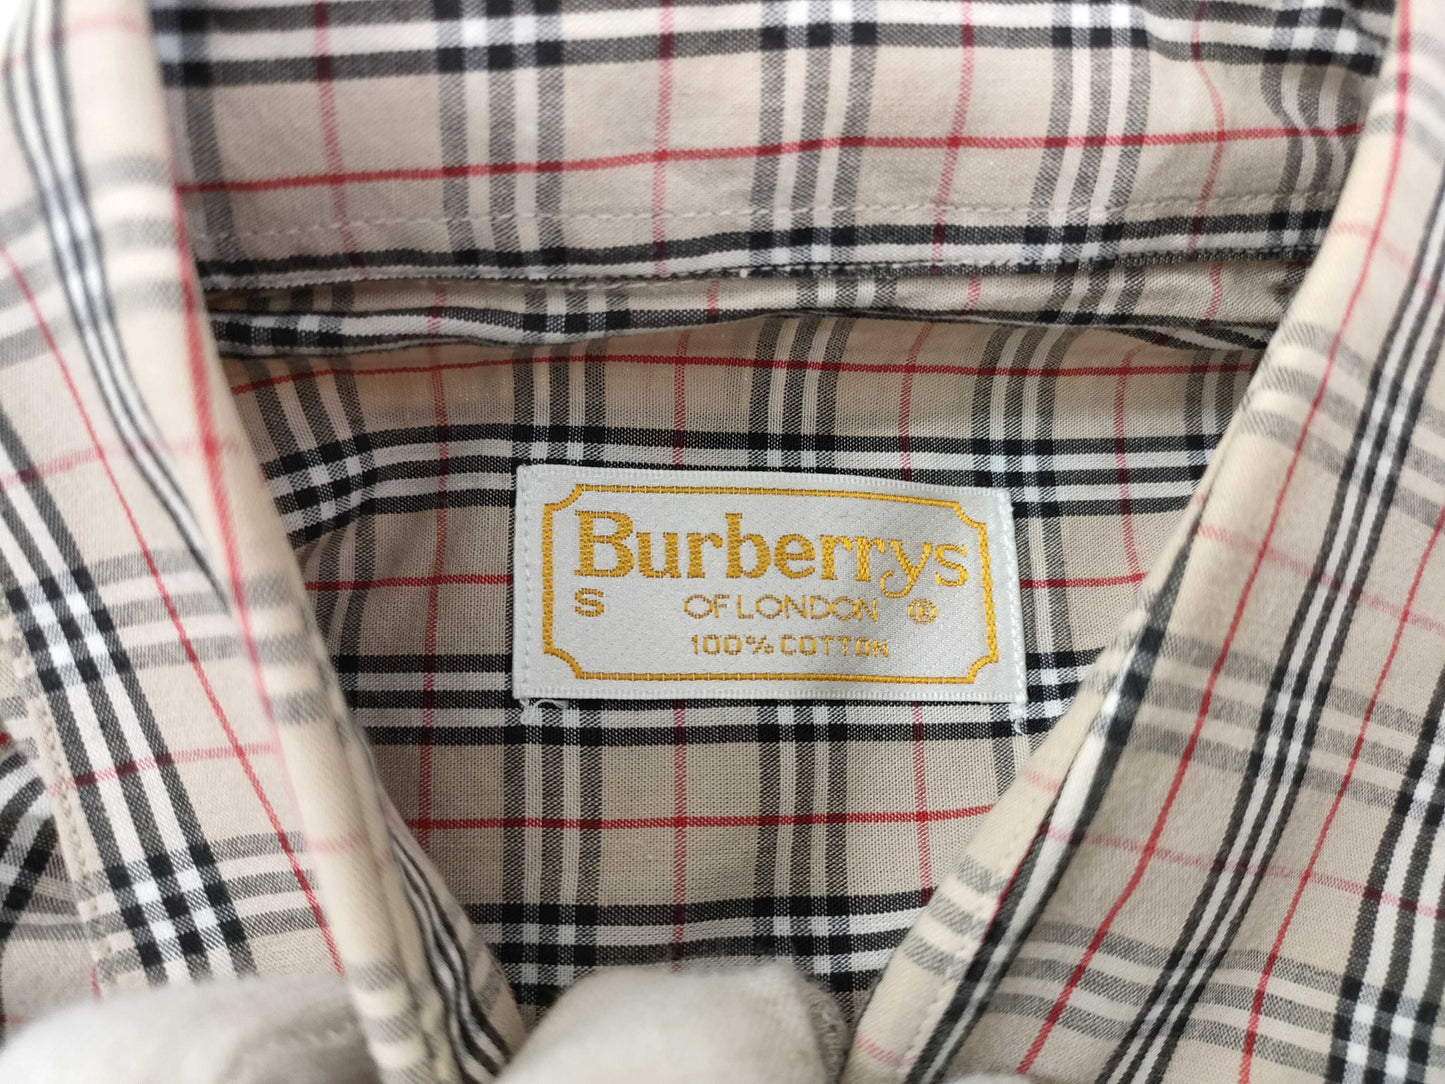 Burberrys
S OF LONDON ®
100% COTTON